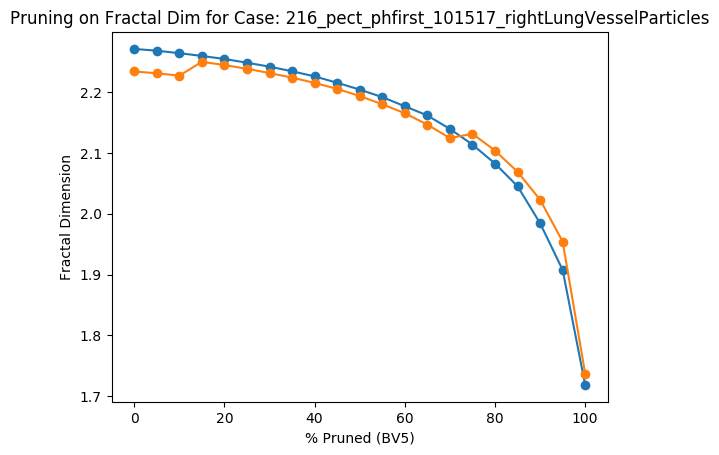 Pruning on Fractal Dim for Case: 216_pect_phfirst_101517_rightLungVesselParticles
Fractal Dimension
2.2
2.1
2.0
1.9
1.8
1.7
0 20 40 60 80 100
% Pruned (BV5)